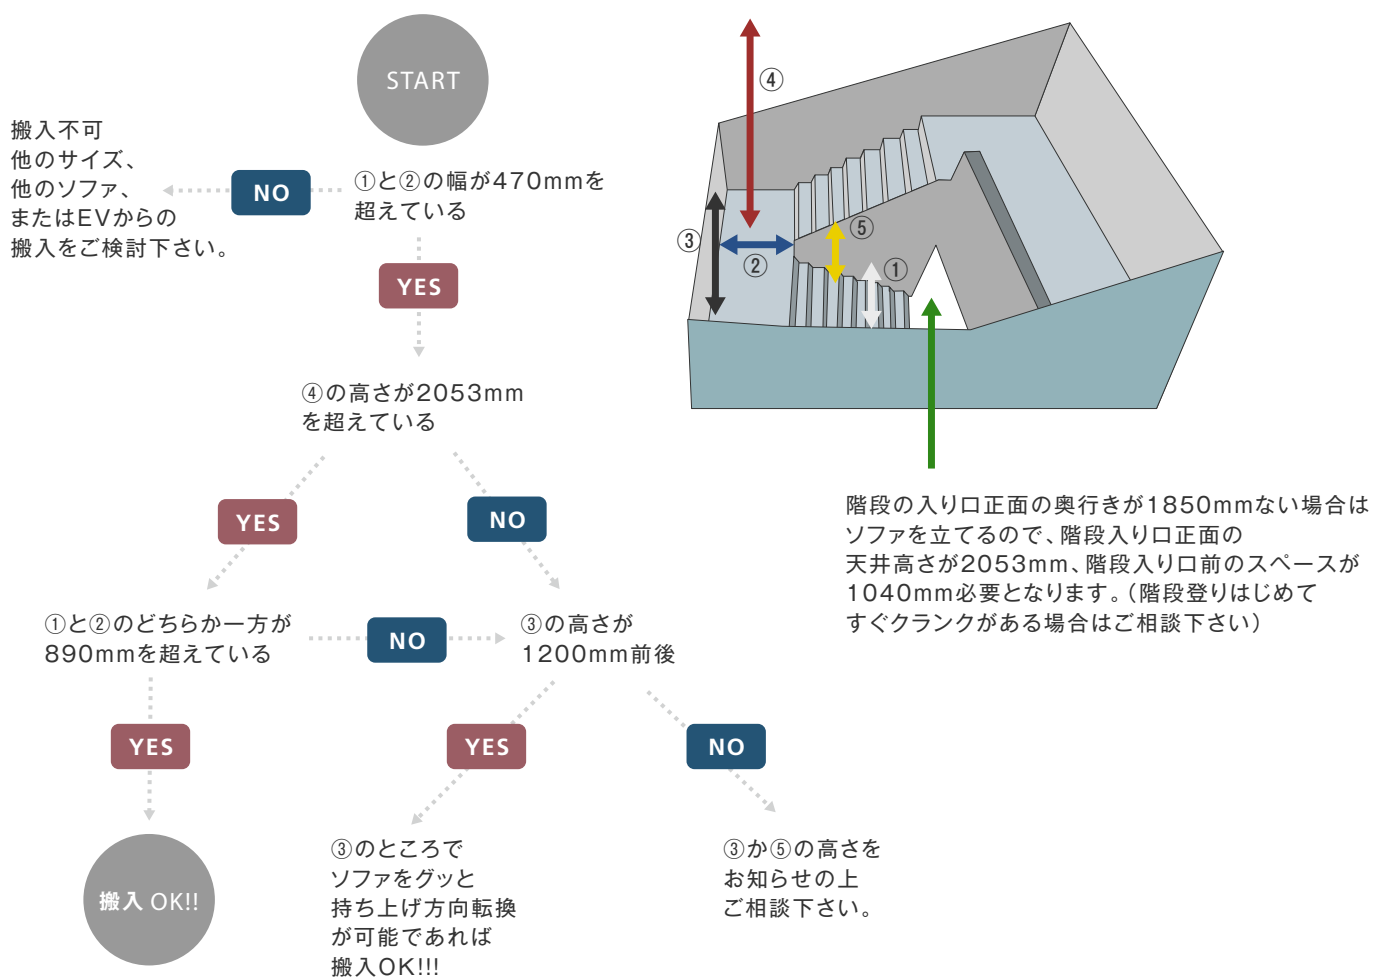 START
搬入不可
他のサイズ、
他のソファ、
またはEVからの
搬入をご検討下さい。
NO
①と②の幅が470mmを
超えている
YES
④の高さが2053mm
を超えている
YES
NO
①と②のどちらか一方が
890mmを超えている
NO
③の高さが
1200mm前後
YES
YES
NO
搬入 OK!!
③のところで
ソファをグッと
持ち上げ方向転換
が可能であれば
搬入OK!!!
③か⑤の高さを
お知らせの上
ご相談下さい。
④
③
②
⑤
①
階段の入り口正面の奥行きが1850mmない場合は
ソファを立てるので、階段入り口正面の
天井高さが2053mm、階段入り口前のスペースが
1040mm必要となります。（階段登りはじめて
すぐクランクがある場合はご相談下さい）